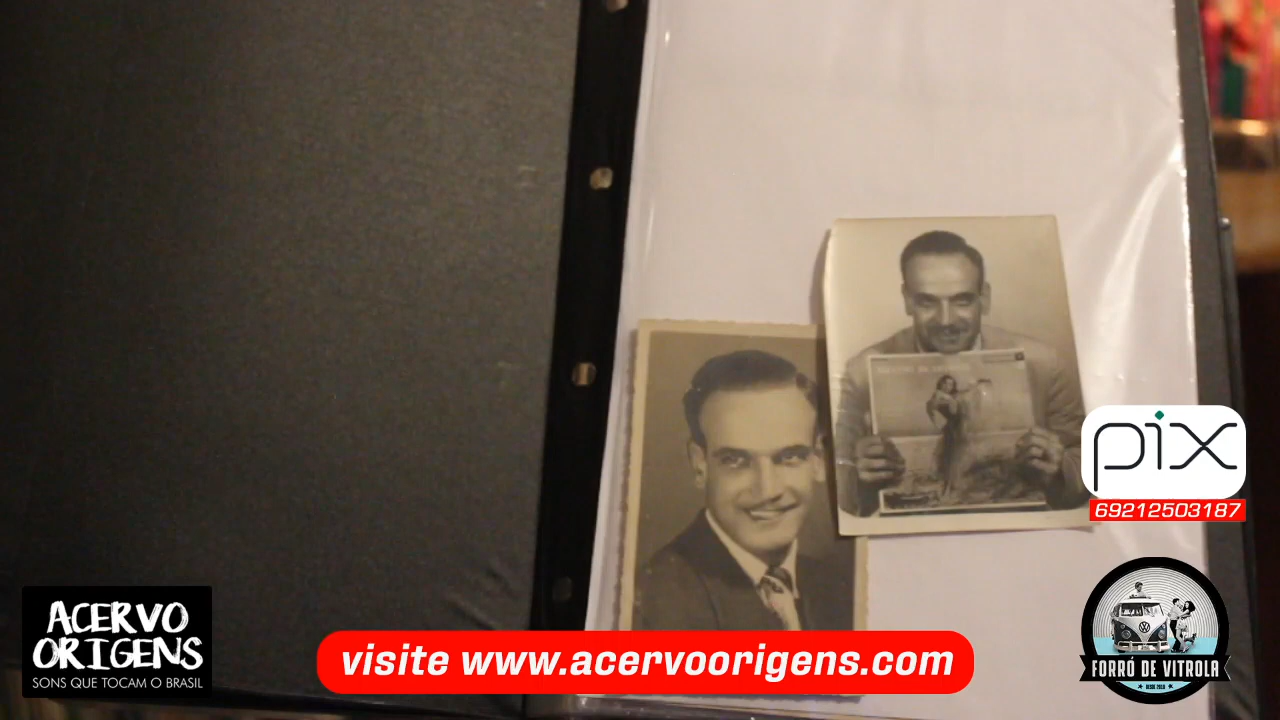 pix
69212503187
ACERVO
ORIGENS
SONS QUE TOCAM O BRASIL
visite www.acervoorigens.com
FORRÓ DE VITROLA